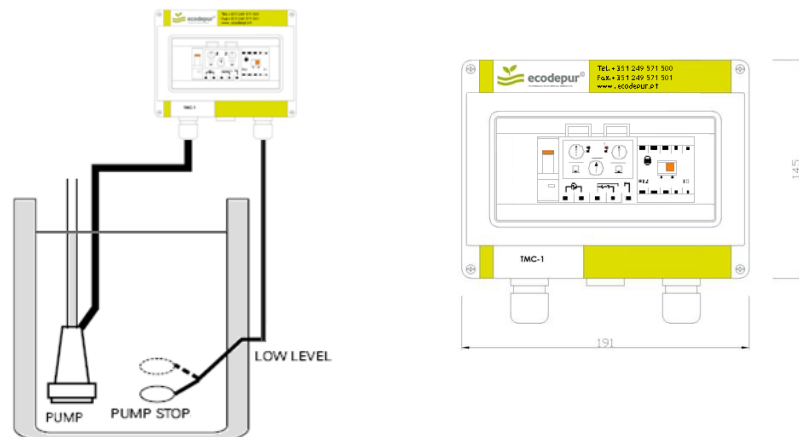 ecodepur
TMC-1
LOW LEVEL
PUMP
PUMP STOP
ecodepur®
Tel.+351 249 571 500
Fax.+351 249 571 501
www.ecodepur.pt
TMC-1
145
191